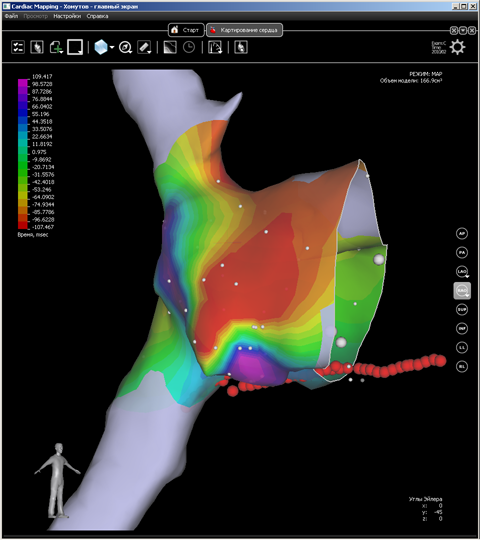 Cardiac Mapping - Хомутов - главный экран
Файл Просмотр Настройки Справка
Старт Картирование сердца
109.417
98.5728
87.7286
76.8844
66.0402
55.196
44.3518
33.5076
22.6634
11.8192
0.975
-9.8692
-20.7134
-31.5576
-42.4018
-53.246
-64.0902
-74.9344
-85.7786
-96.6228
-107.467
Время, msec
РЕЖИМ: MAP
Объем модели: 166.9см³
AP
PA
LAO
SUP
INF
LL
RL
Углы Эйлера
x: 0
y: -45
z: 0